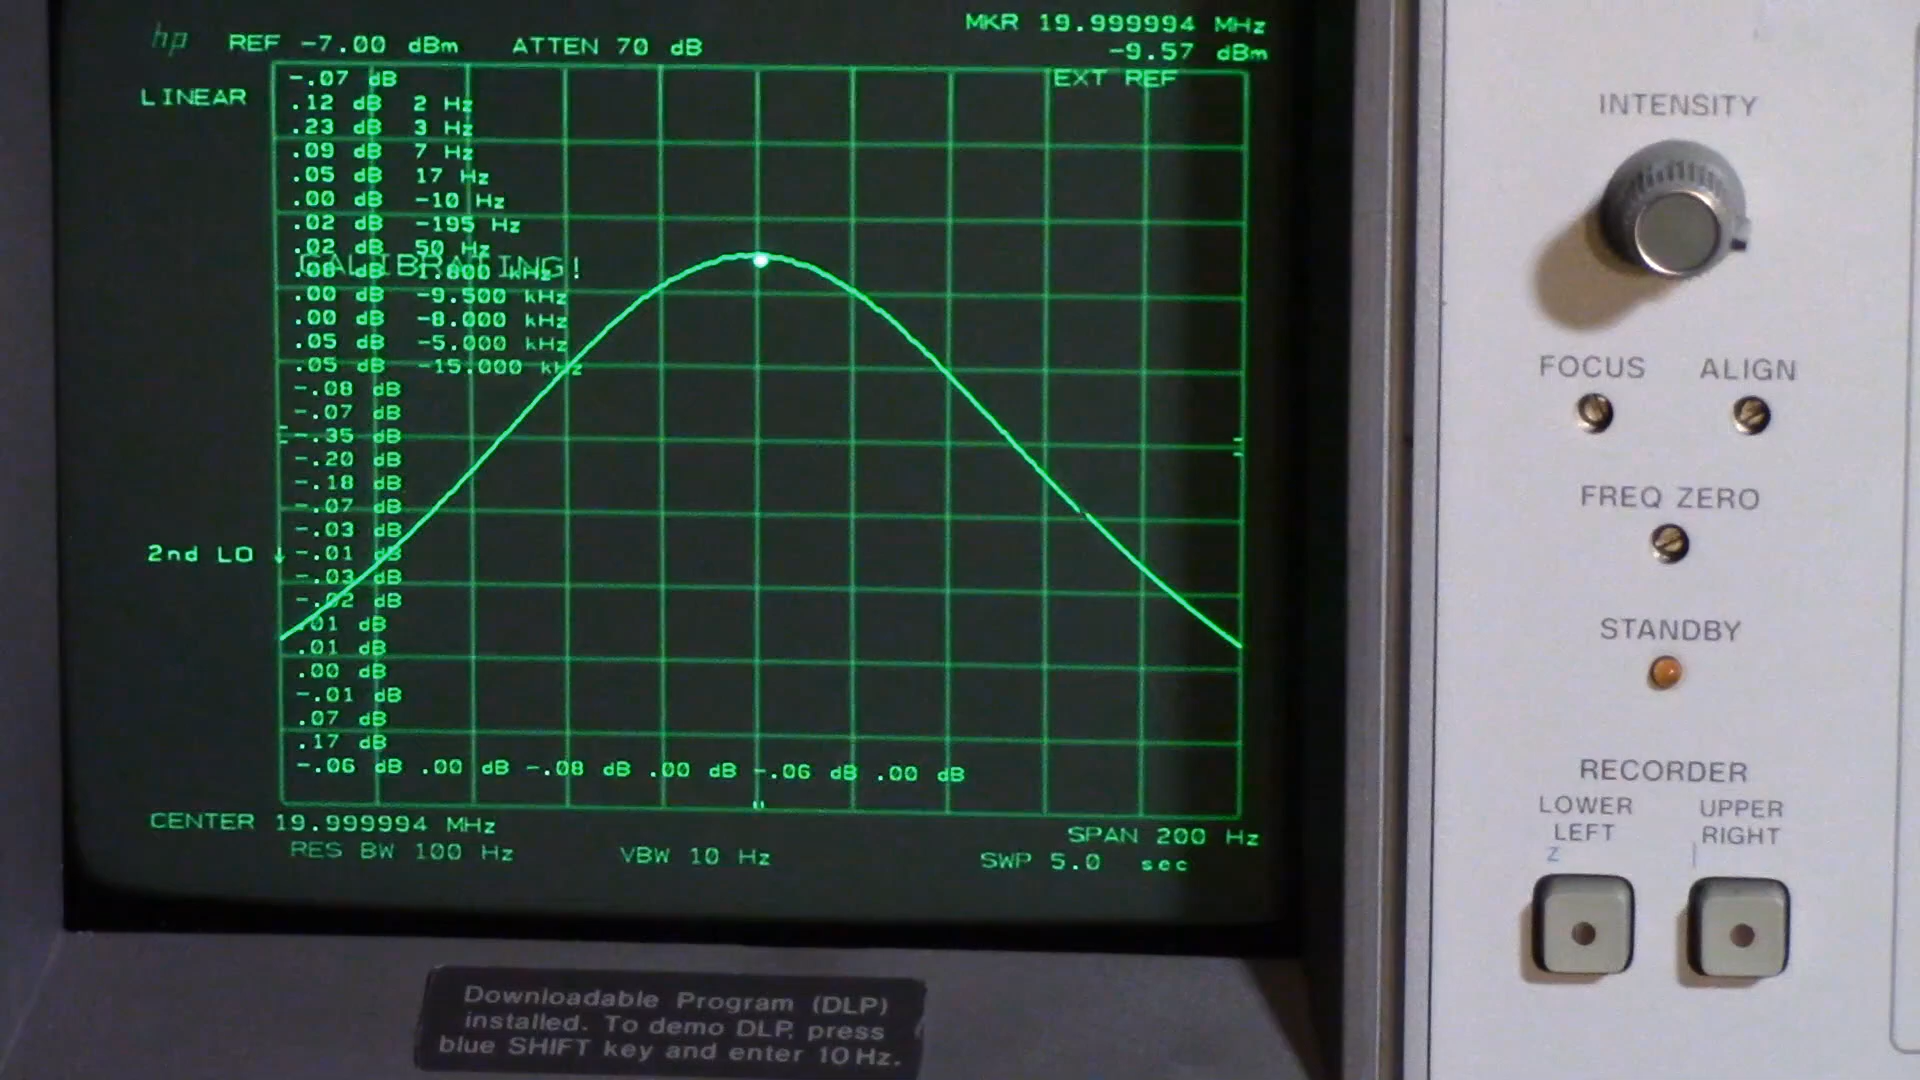 hp REF -7.00 dBm ATTEN 70 dB
MKR 19.999994 MHz
-9.57 dBm
EXT REF
LINEAR
-.07 dB
.12 dB 2 Hz
.23 dB 3 Hz
.09 dB 7 Hz
.05 dB 17 Hz
.00 dB -10 Hz
.02 dB -195 Hz
.02 dB 50 Hz
CALIBRATING!
.08 dB 1.800 kHz
.00 dB -9.500 kHz
.00 dB -8.000 kHz
.05 dB -5.000 kHz
.05 dB -15.000 kHz
-.08 dB
-.07 dB
-.35 dB
-.20 dB
-.18 dB
-.07 dB
-.03 dB
2nd LO ↓ -.01 dB
-.03 dB
-.02 dB
.01 dB
.01 dB
.00 dB
-.01 dB
.07 dB
.17 dB
-.06 dB .00 dB -.08 dB .00 dB -.06 dB .00 dB
CENTER 19.999994 MHz
SPAN 200 Hz
RES BW 100 Hz
VBW 10 Hz
SWP 5.0 sec
INTENSITY
FOCUS
ALIGN
FREQ ZERO
STANDBY
RECORDER
LOWER LEFT
UPPER RIGHT
Downloadable Program (DLP)
installed. To demo DLP, press
blue SHIFT key and enter 10 Hz.